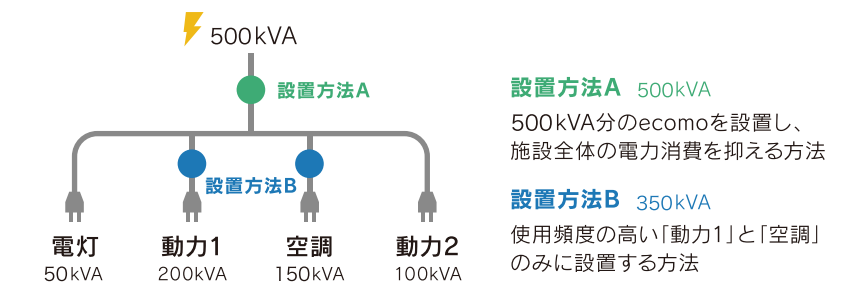 500kVA
設置方法A
設置方法B
電灯
50kVA
動力1
200kVA
空調
150kVA
動力2
100kVA
設置方法A 500kVA
500kVA分のecomoを設置し、
施設全体の電力消費を抑える方法
設置方法B 350kVA
使用頻度の高い「動力1」と「空調」
のみに設置する方法